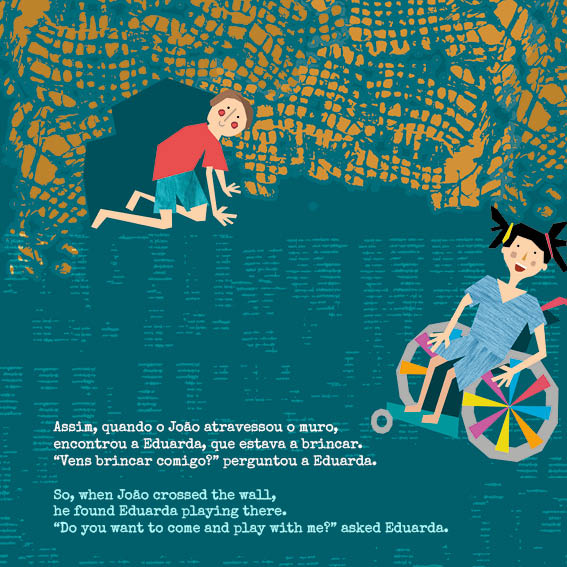 Assim, quando o João atravessou o muro,
encontrou a Eduarda, que estava a brincar.
“Vens brincar comigo?” perguntou a Eduarda.
So, when João crossed the wall,
he found Eduarda playing there.
“Do you want to come and play with me?” asked Eduarda.